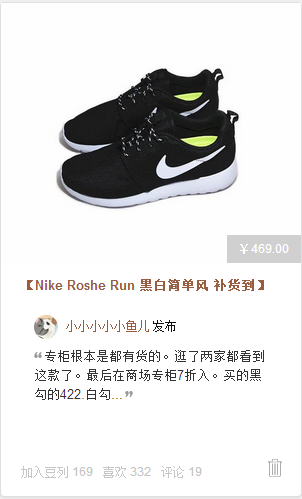 ￥469.00
【Nike Roshe Run 黑白简单风 补货到】
小小小小小鱼儿 发布
❝专柜根本是都有货的。逛了两家都看到
这款了。最后在商场专柜7折入。买的黑
勾的422.白勾... ❞
加入豆列 169 喜欢 332 评论 19